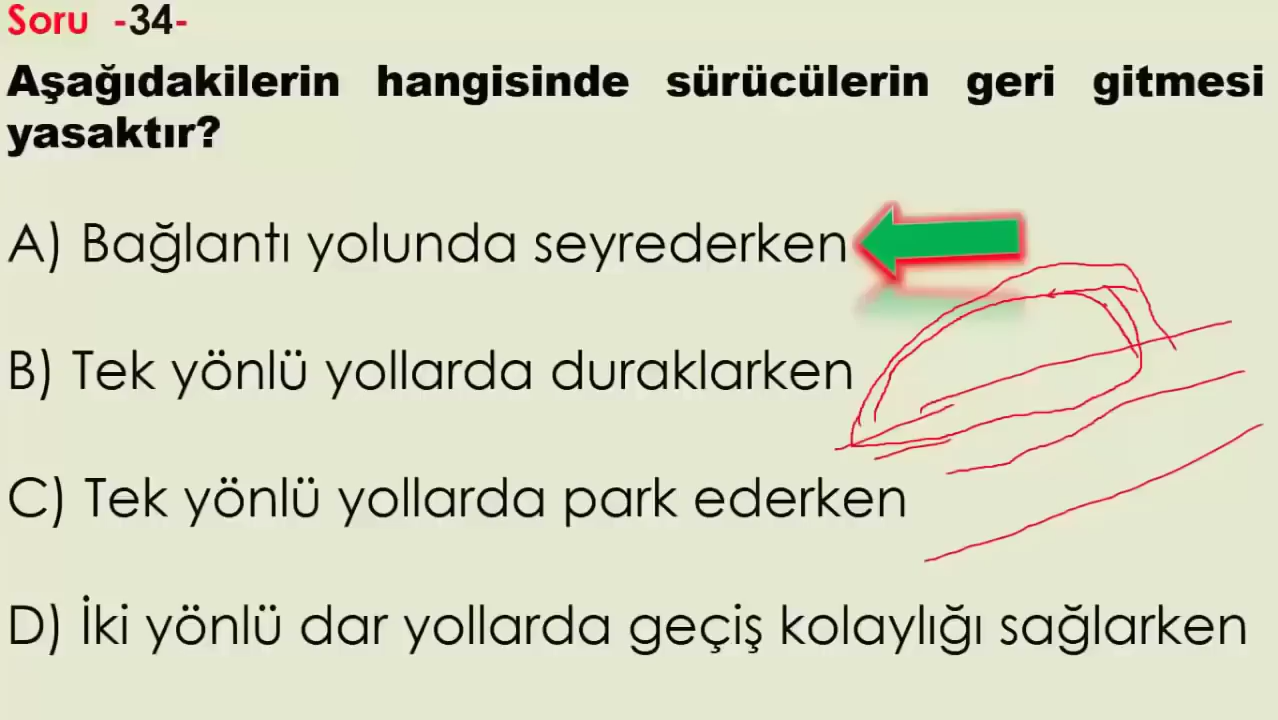 Soru -34-
Aşağıdakilerin hangisinde sürücülerin geri gitmesi
yasaktır?
A) Bağlantı yolunda seyrederken
B) Tek yönlü yollarda duraklarken
C) Tek yönlü yollarda park ederken
D) İki yönlü dar yollarda geçiş kolaylığı sağlarken